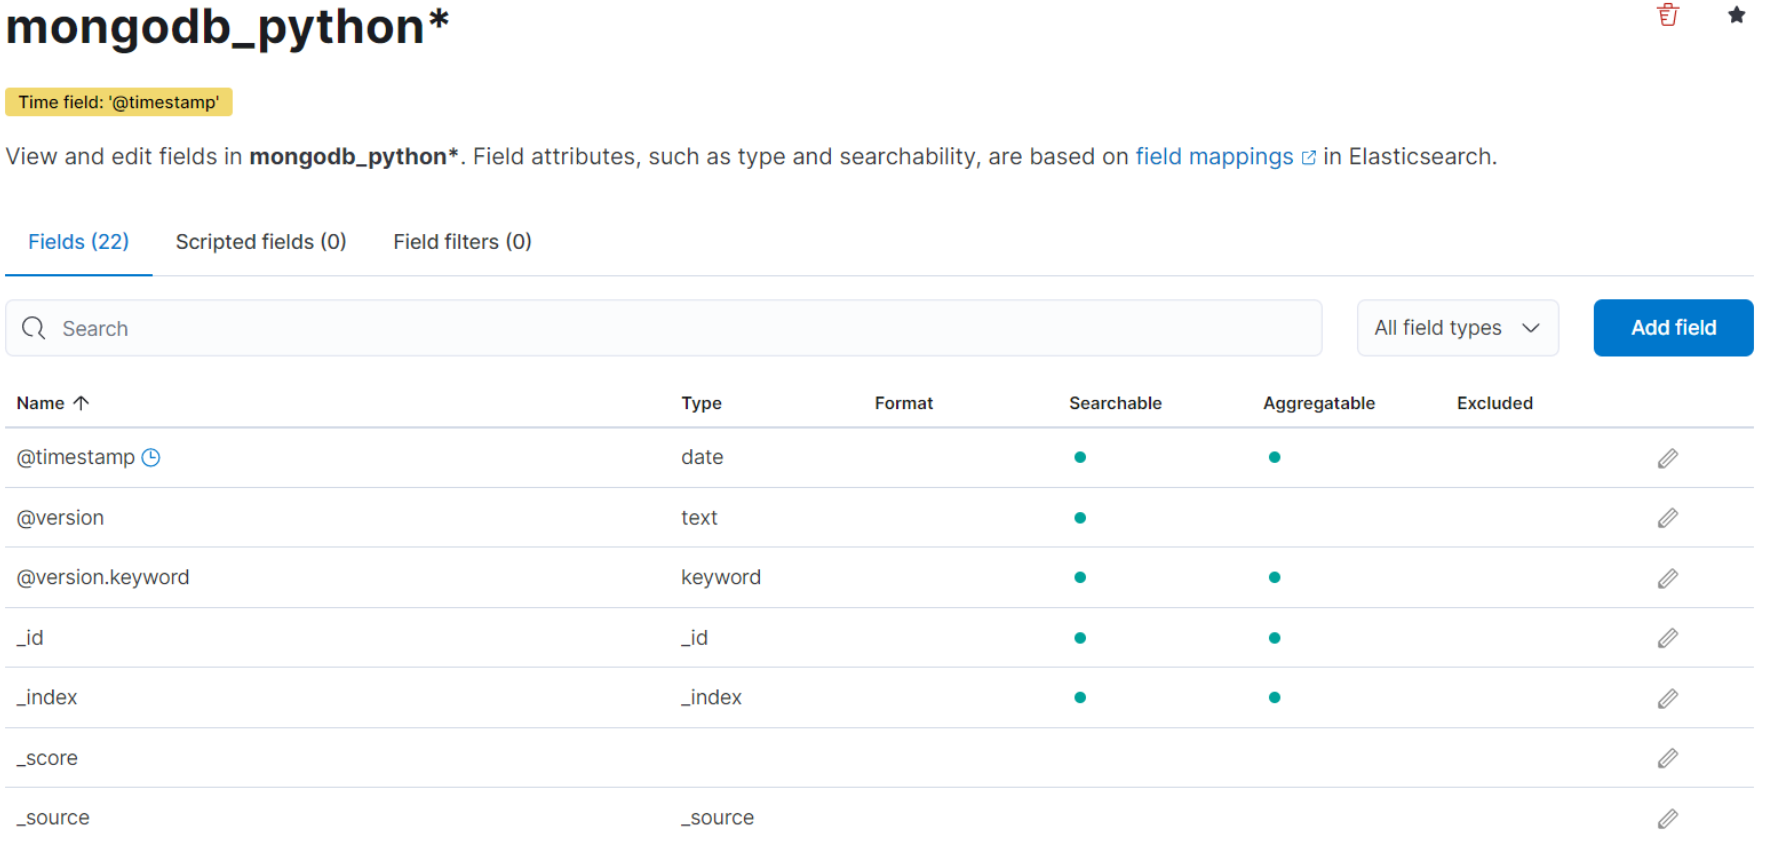 mongodb_python*
Time field: '@timestamp'
View and edit fields in mongodb_python*. Field attributes, such as type and searchability, are based on field mappings in Elasticsearch.
Fields (22) Scripted fields (0) Field filters (0)
Search All field types Add field
Name Type Format Searchable Aggregatable Excluded
@timestamp date
@version text
@version.keyword keyword
_id _id
_index _index
_score
_source _source